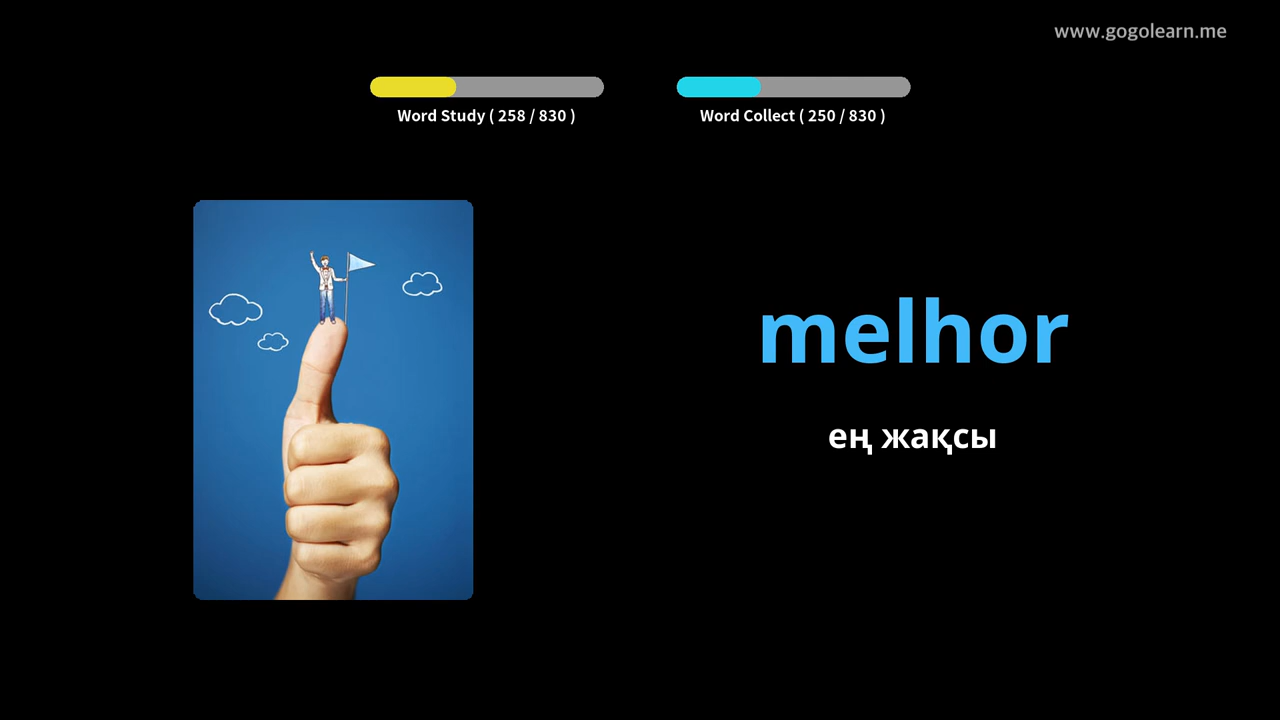 www.gogolearn.me
Word Study ( 258 / 830 )
Word Collect ( 250 / 830 )
melhor
ең жақсы